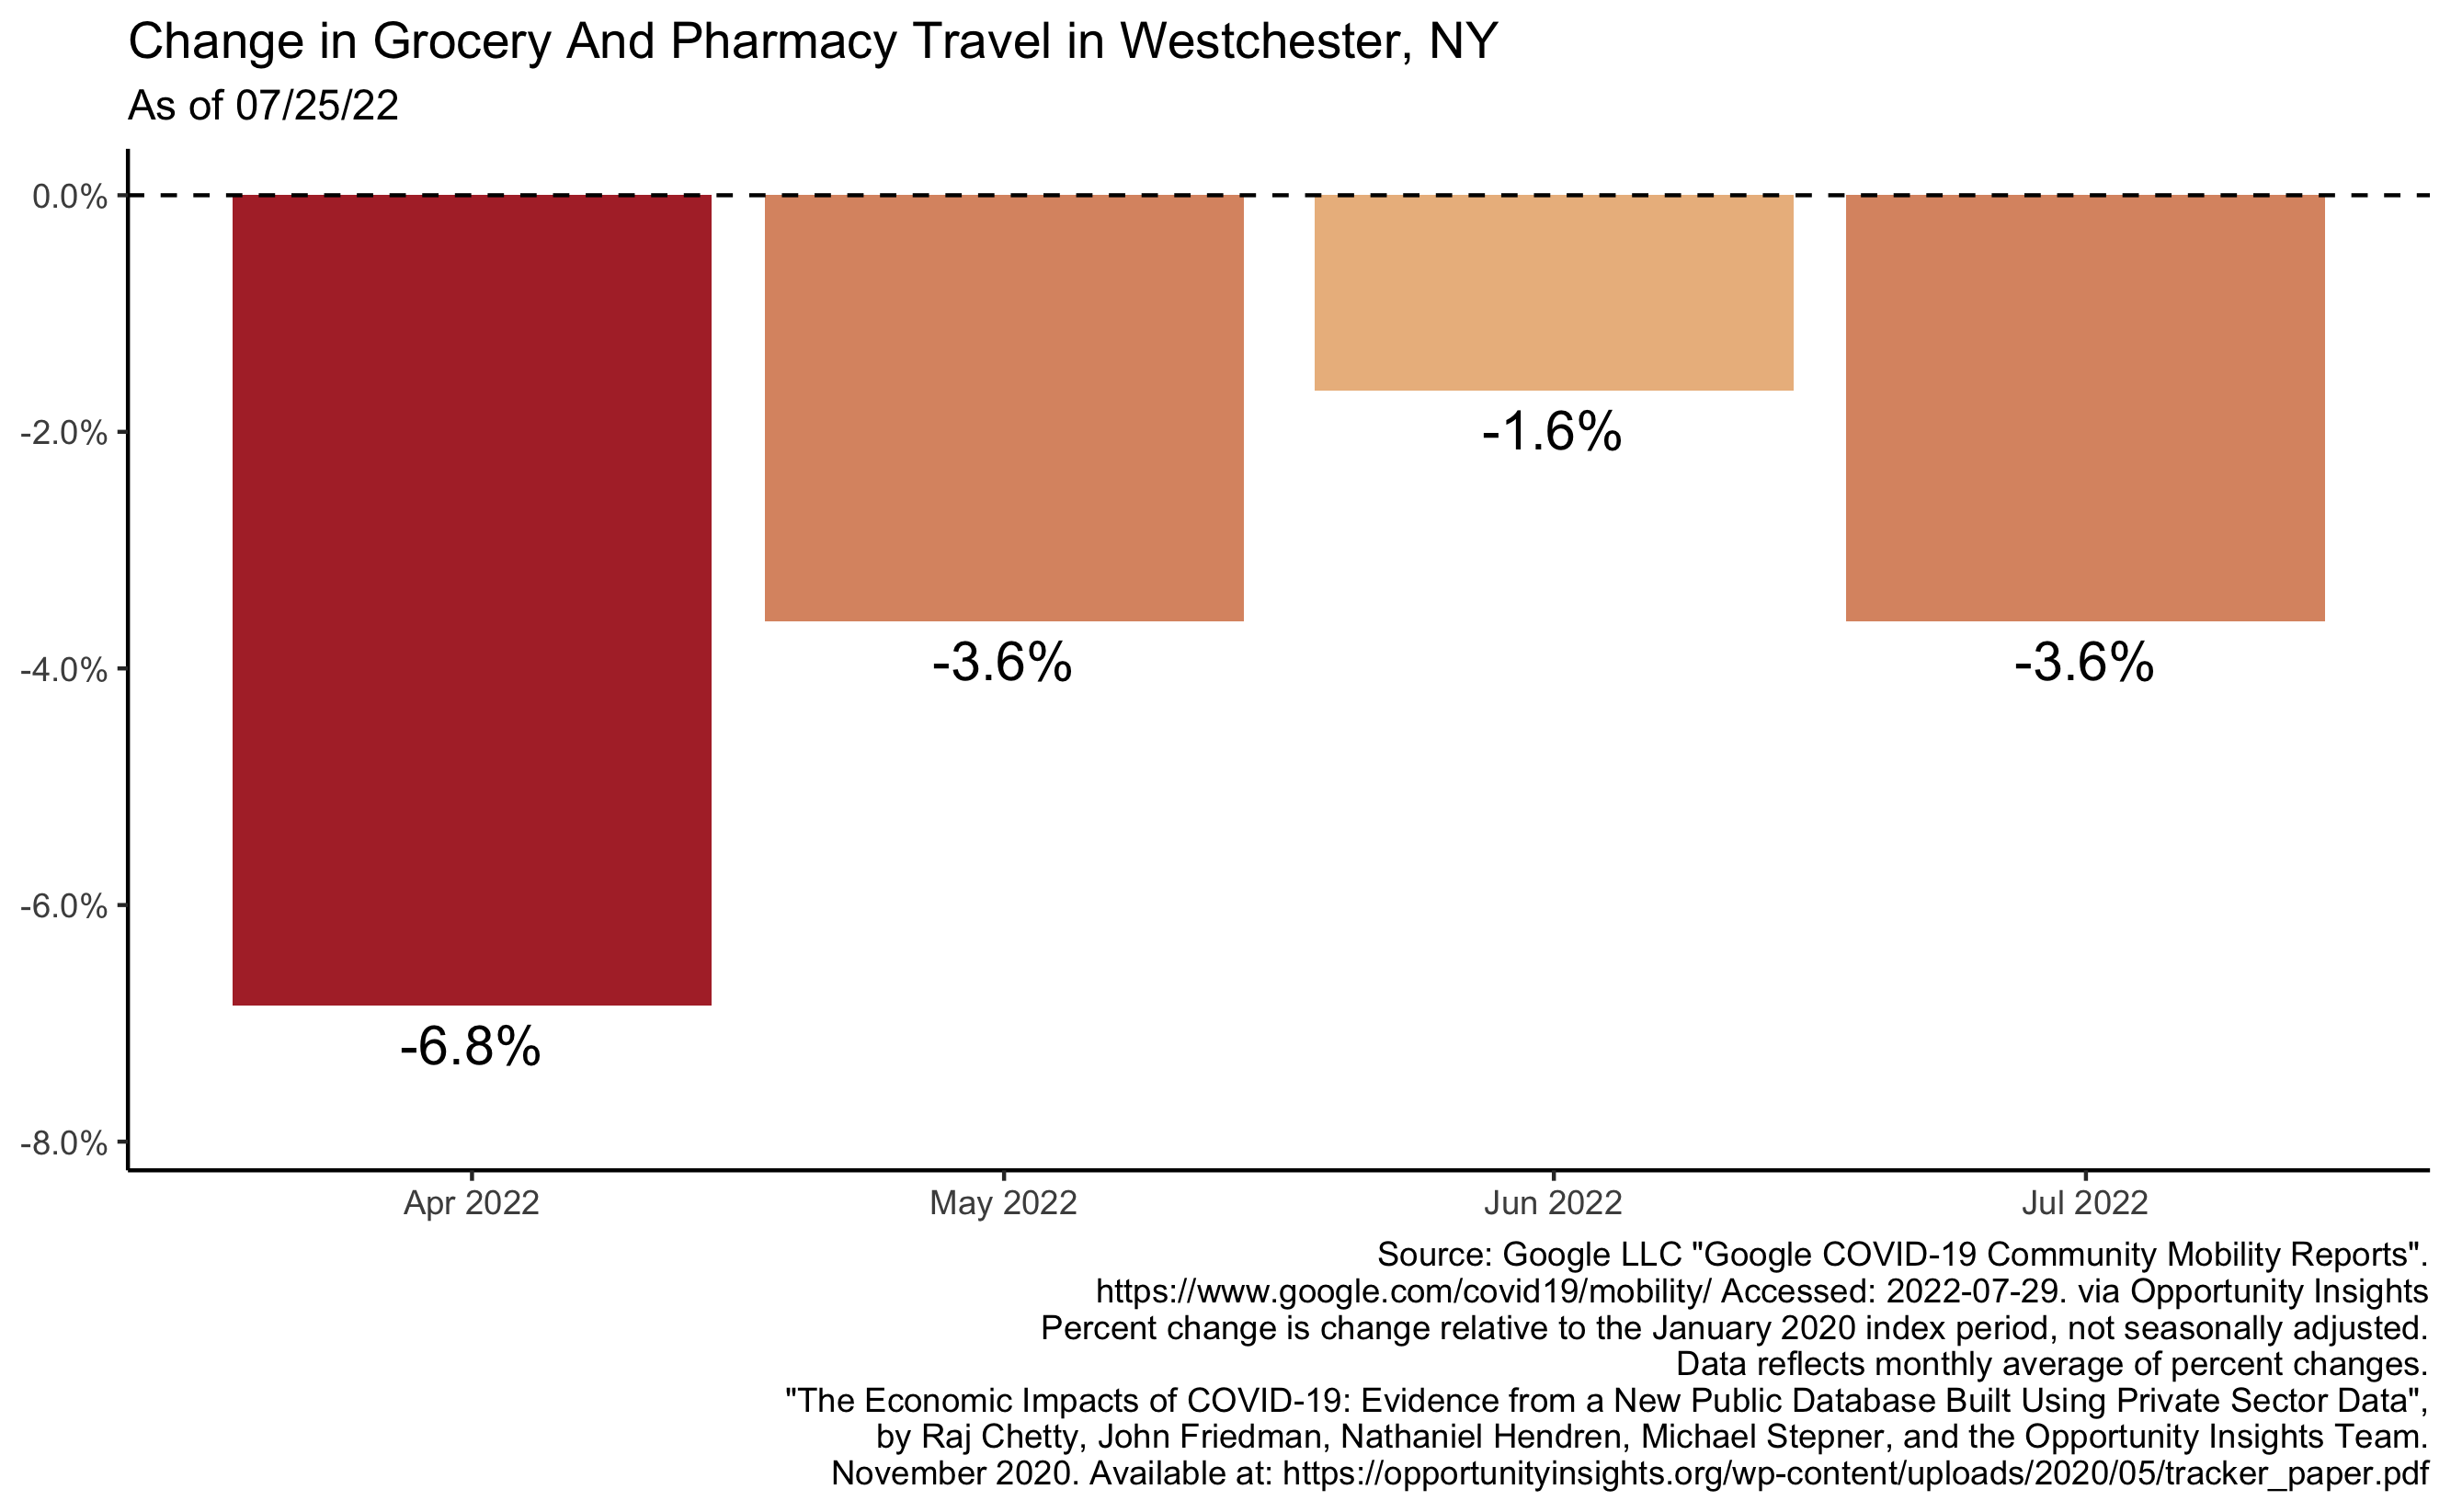 Change in Grocery And Pharmacy Travel in Westchester, NY
As of 07/25/22
0.0%
-2.0%
-4.0%
-6.0%
-8.0%
-6.8%
-3.6%
-1.6%
-3.6%
Apr 2022
May 2022
Jun 2022
Jul 2022
Source: Google LLC "Google COVID-19 Community Mobility Reports".
https://www.google.com/covid19/mobility/ Accessed: 2022-07-29. via Opportunity Insights
Percent change is change relative to the January 2020 index period, not seasonally adjusted.
Data reflects monthly average of percent changes.
"The Economic Impacts of COVID-19: Evidence from a New Public Database Built Using Private Sector Data",
by Raj Chetty, John Friedman, Nathaniel Hendren, Michael Stepner, and the Opportunity Insights Team.
November 2020. Available at: https://opportunityinsights.org/wp-content/uploads/2020/05/tracker_paper.pdf